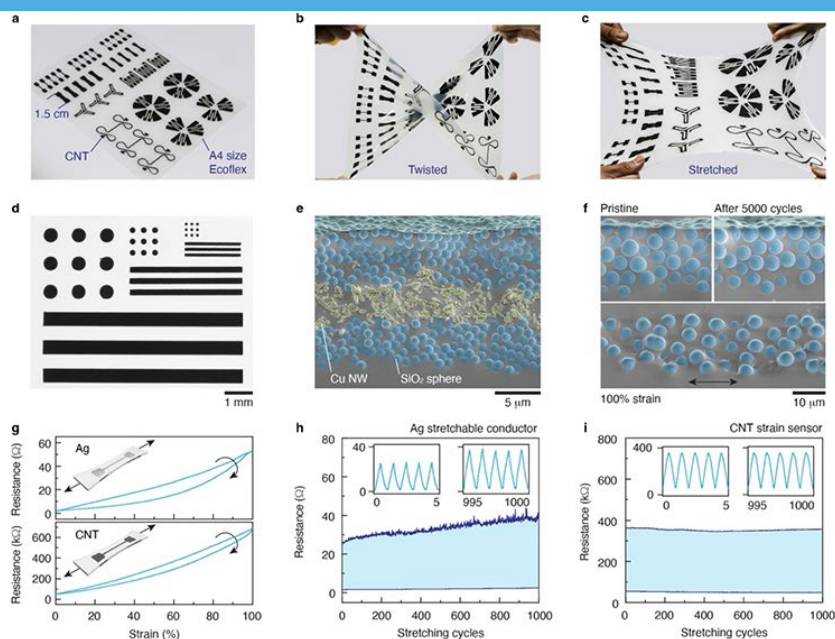 a
b
c
1.5 cm
CNT
A4 size
Ecoflex
Twisted
Stretched
d
e
f
Pristine
After 5000 cycles
Cu NW
SiO₂ sphere
1 mm
5 μm
100% strain
10 μm
g
h
i
Ag stretchable conductor
CNT strain sensor
Resistance (Ω)
60
40
20
0
Ag
Resistance (kΩ)
600
400
200
0
CNT
0 20 40 60 80 100
Strain (%)
Resistance (Ω)
80
60
40
20
0
40
0
0 5
995 1000
0 200 400 600 800 1000
Stretching cycles
Resistance (kΩ)
800
600
400
200
0
400
0
0 5
995 1000
0 200 400 600 800 1000
Stretching cycles